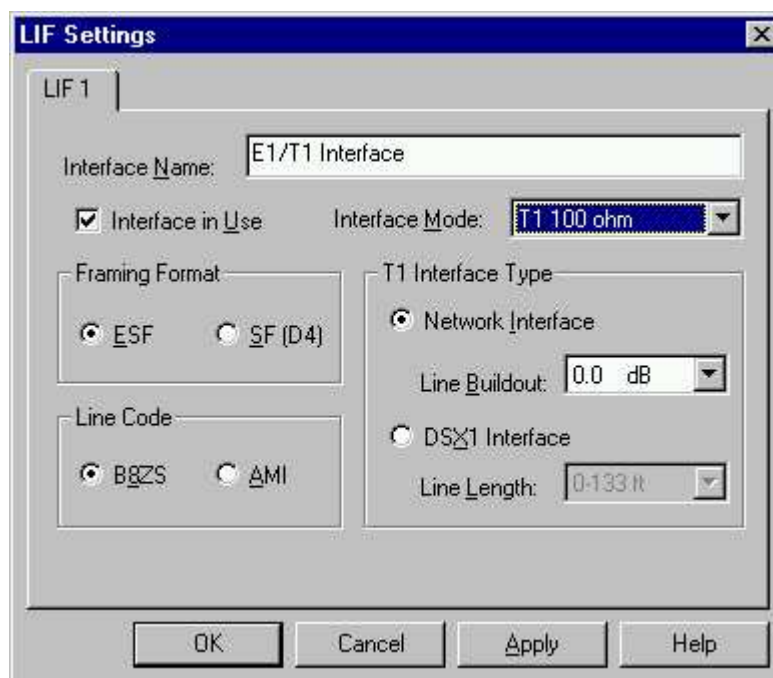 LIF Settings
LIF 1
Interface Name: E1/T1 Interface
Interface in Use
Interface Mode: T1 100 ohm
Framing Format
ESF SF (D4)
Line Code
B8ZS AMI
T1 Interface Type
Network Interface
Line Buildout: 0.0 dB
DSX1 Interface
Line Length: 0-133 ft
OK Cancel Apply Help